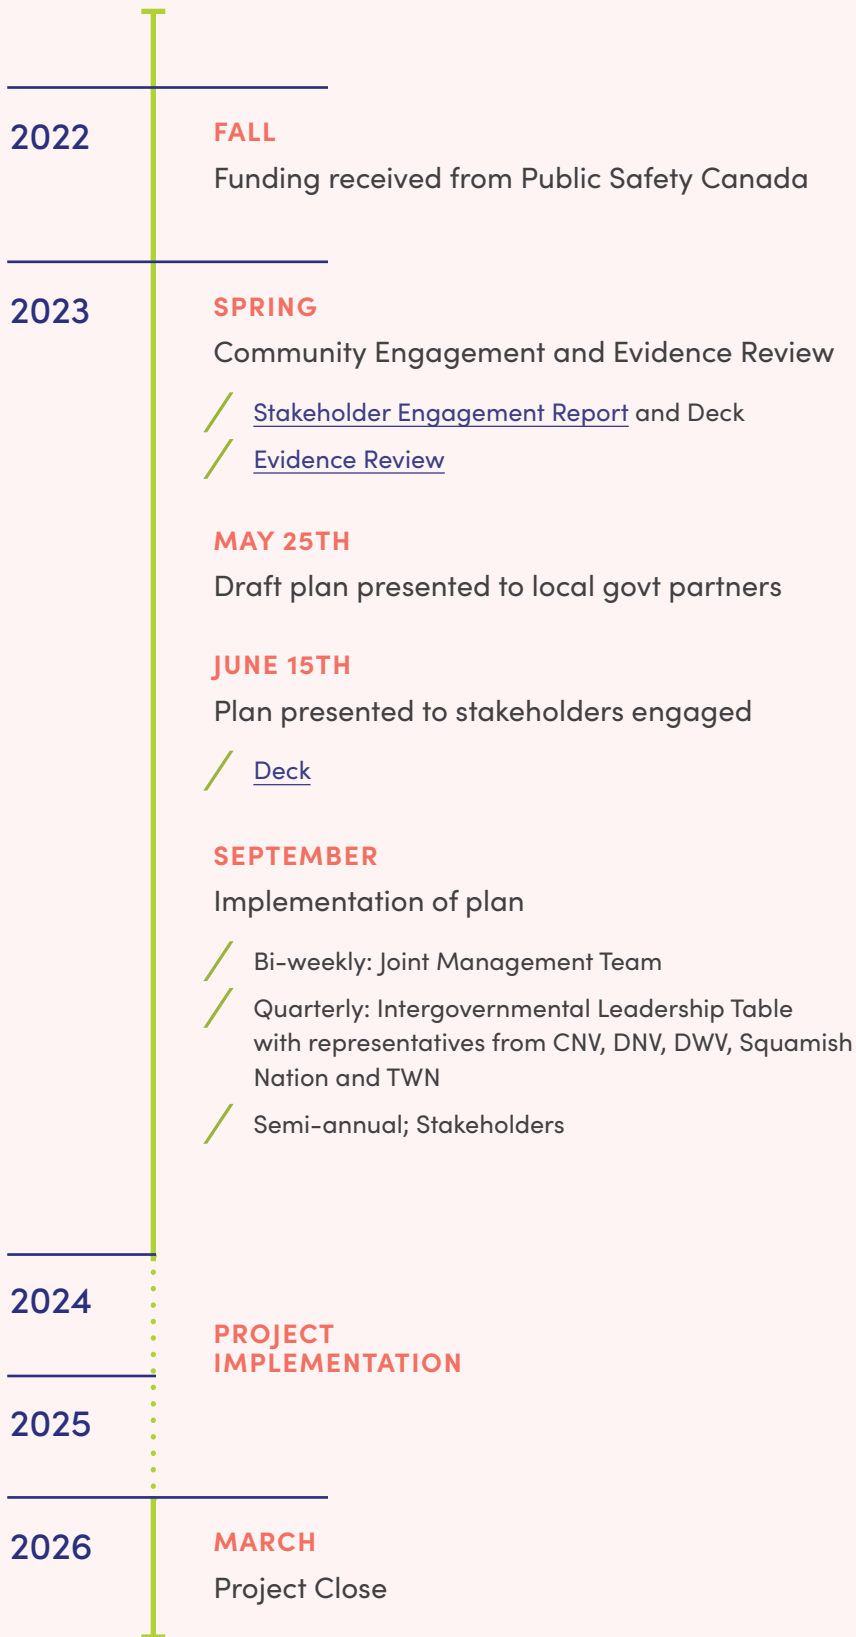 2022
FALL
Funding received from Public Safety Canada
2023
SPRING
Community Engagement and Evidence Review
Stakeholder Engagement Report and Deck
Evidence Review
MAY 25TH
Draft plan presented to local govt partners
JUNE 15TH
Plan presented to stakeholders engaged
Deck
SEPTEMBER
Implementation of plan
Bi-weekly: Joint Management Team
Quarterly: Intergovernmental Leadership Table
with representatives from CNV, DNV, DWV, Squamish
Nation and TWN
Semi-annual; Stakeholders
2024
PROJECT
IMPLEMENTATION
2025
2026
MARCH
Project Close